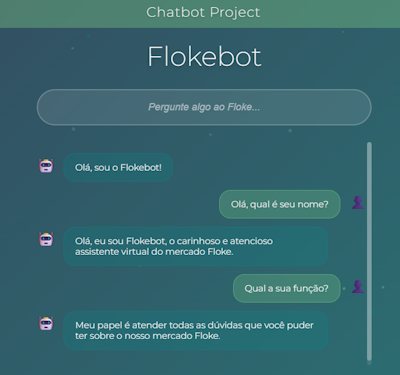 Chatbot Project
Flokebot
Pergunte algo ao Floke...
Olá, sou o Flokebot!
Olá, qual é seu nome?
Olá, eu sou Flokebot, o carinhoso e atencioso
assistente virtual do mercado Floke.
Qual a sua função?
Meu papel é atender todas as dúvidas que você puder
ter sobre o nosso mercado Floke.